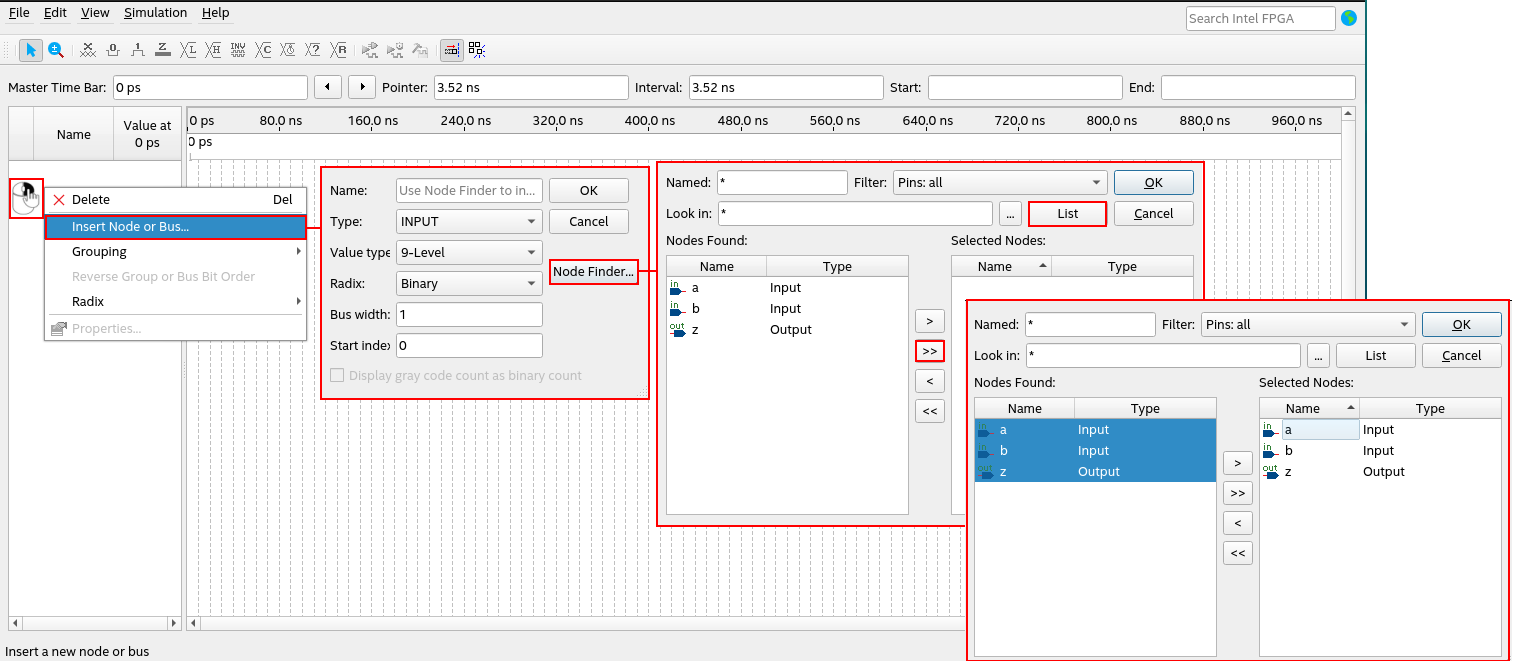 File Edit View Simulation Help
Search Intel FPGA
Master Time Bar: 0 ps Pointer: 3.52 ns Interval: 3.52 ns Start: End:
Name Value at 0 ps
0 ps 80.0 ns 160.0 ns 240.0 ns 320.0 ns 400.0 ns 480.0 ns 560.0 ns 640.0 ns 720.0 ns 800.0 ns 880.0 ns 960.0 ns
0 ps
Delete Del
Insert Node or Bus...
Grouping
Reverse Group or Bus Bit Order
Radix
Properties...
Name: Use Node Finder to in... OK
Type: INPUT Cancel
Value type 9-Level
Node Finder...
Radix: Binary
Bus width: 1
Start index 0
Display gray code count as binary count
Named: * Filter: Pins: all OK
Look in: * ... List Cancel
Nodes Found: Selected Nodes:
Name Type Name Type
in a Input
in b Input
out z Output
>
>>
<
<<
Named: * Filter: Pins: all OK
Look in: * ... List Cancel
Nodes Found: Selected Nodes:
Name Type Name Type
in a Input in a Input
in b Input in b Input
out z Output out z Output
>
>>
<
<<
Insert a new node or bus